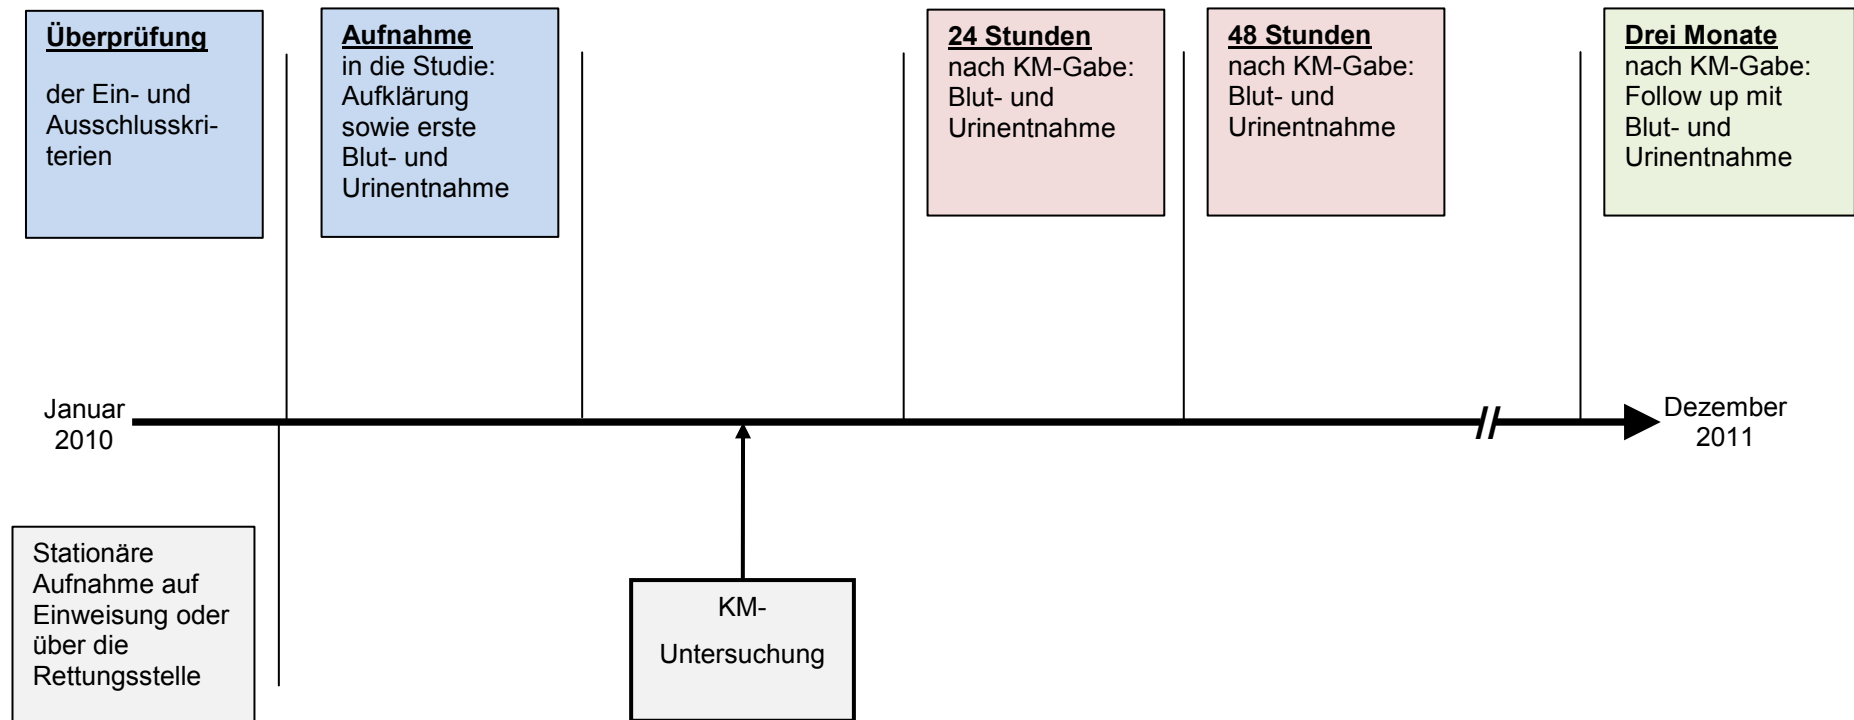 Überprüfung
der Ein- und
Ausschlusskri-
terien
Aufnahme
in die Studie:
Aufklärung
sowie erste
Blut- und
Urinentnahme
24 Stunden
nach KM-Gabe:
Blut- und
Urinentnahme
48 Stunden
nach KM-Gabe:
Blut- und
Urinentnahme
Drei Monate
nach KM-Gabe:
Follow up mit
Blut- und
Urinentnahme
Januar
2010
Dezember
2011
Stationäre
Aufnahme auf
Einweisung oder
über die
Rettungsstelle
KM-
Untersuchung